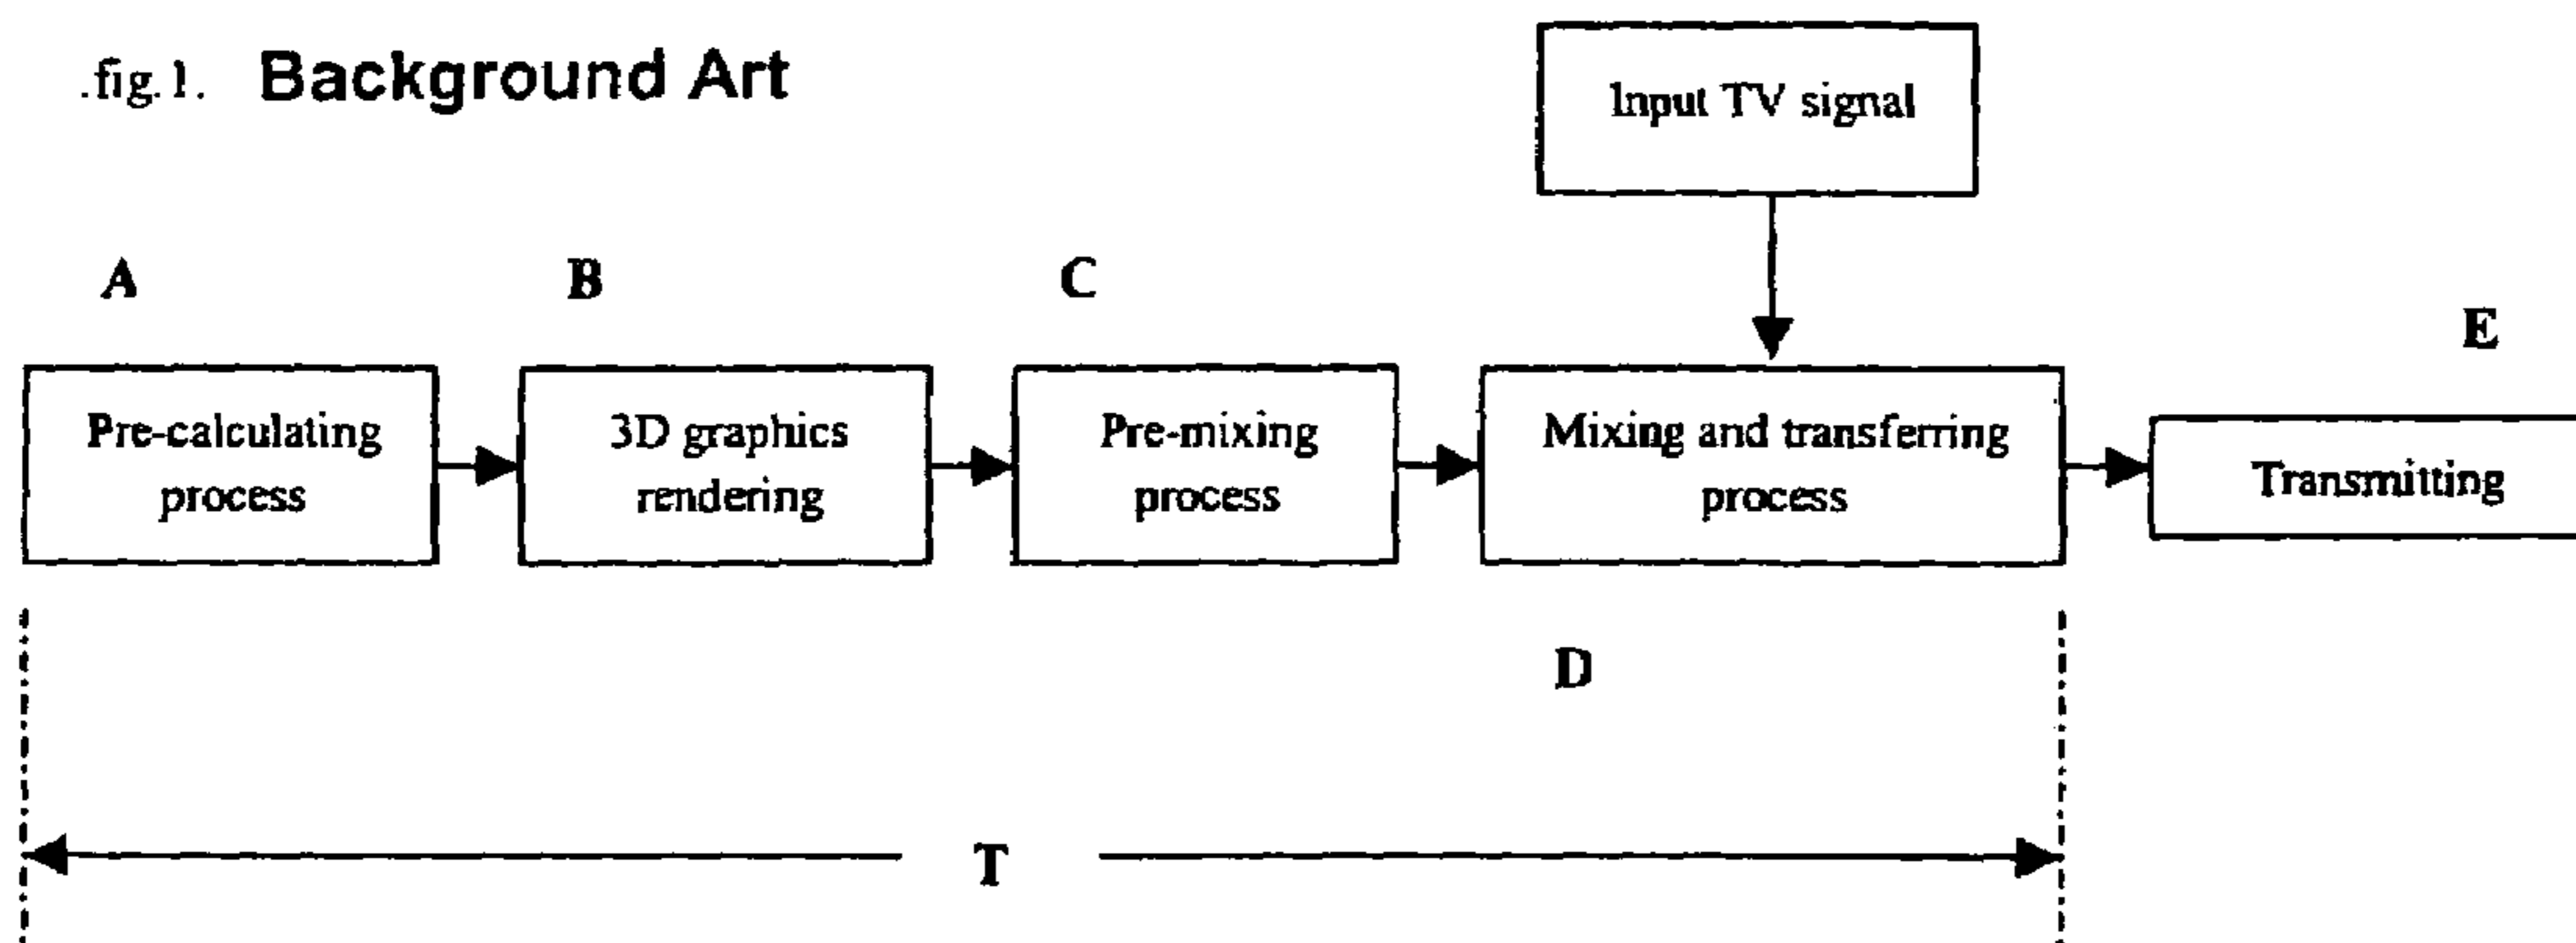 .fig.1. Background Art
Input TV signal
A
B
C
E
Pre-calculating
process
3D graphics
rendering
Pre-mixing
process
Mixing and transferring
process
Transmitting
D
T